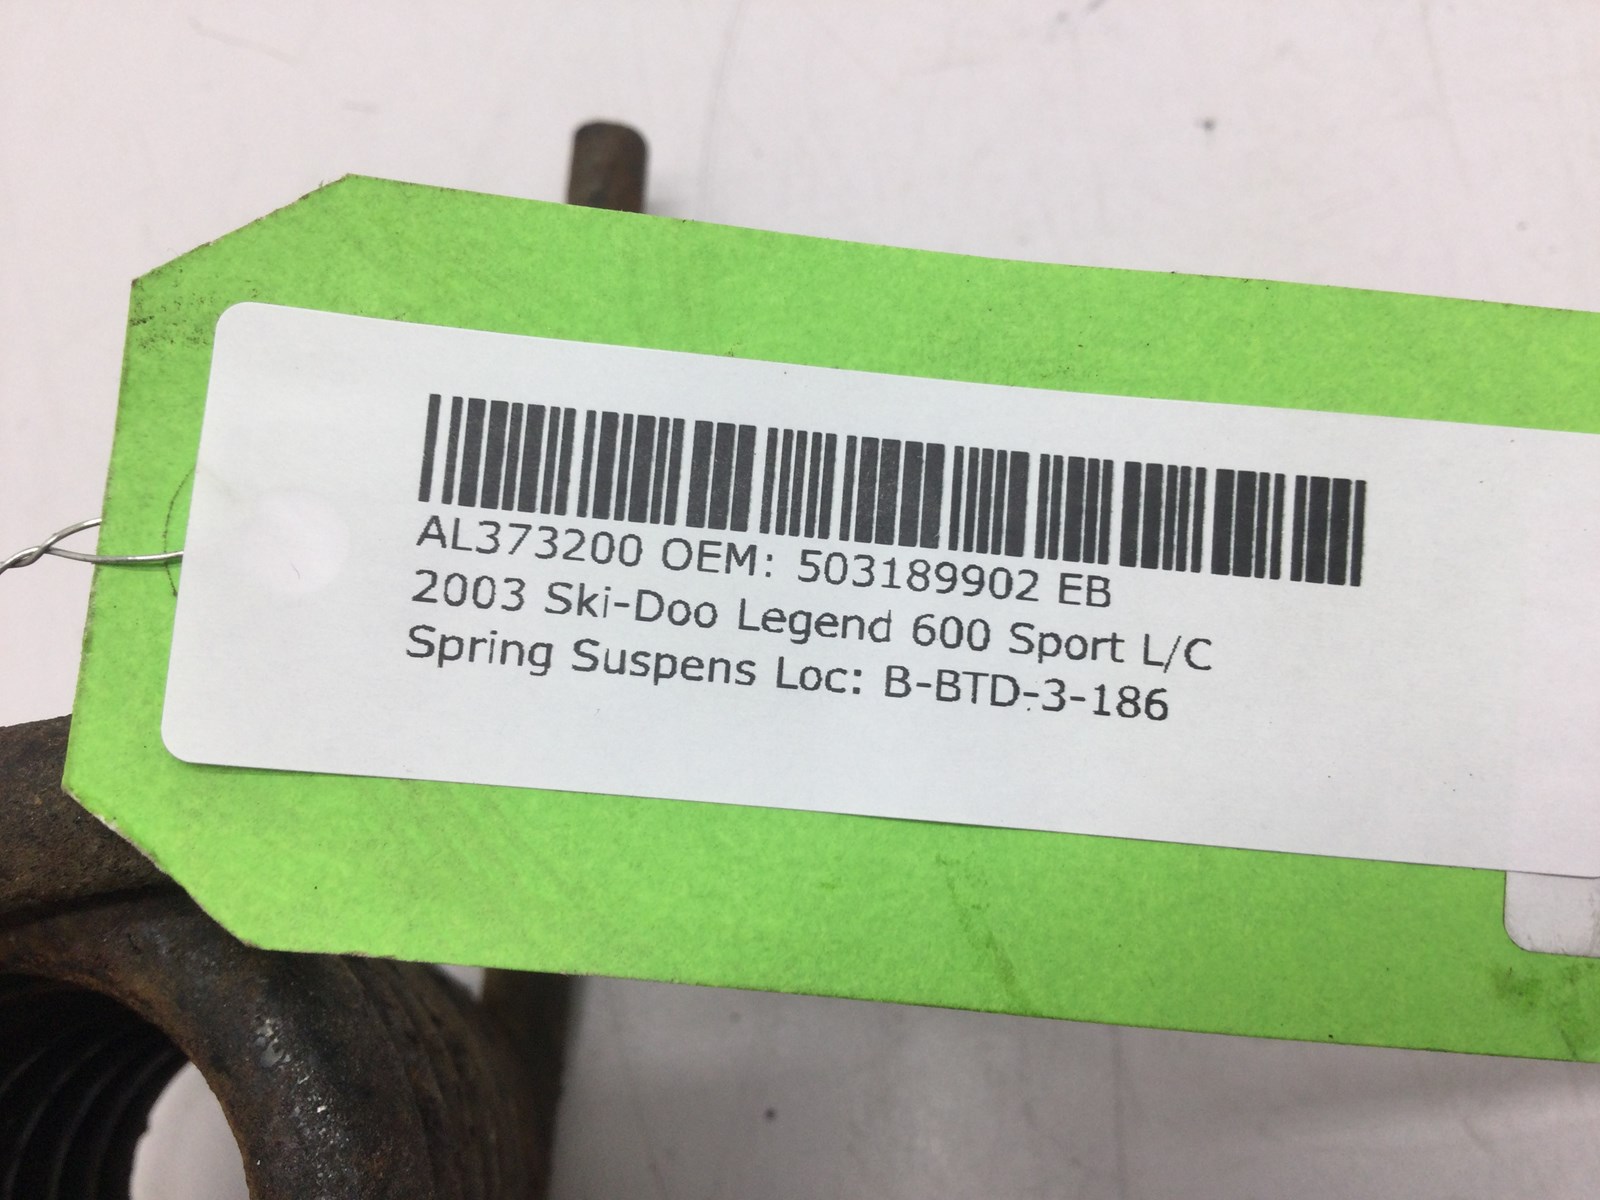 AL373200 OEM: 503189902 EB
2003 Ski-Doo Legend 600 Sport L/C
Spring Suspens Loc: B-BTD-3-186